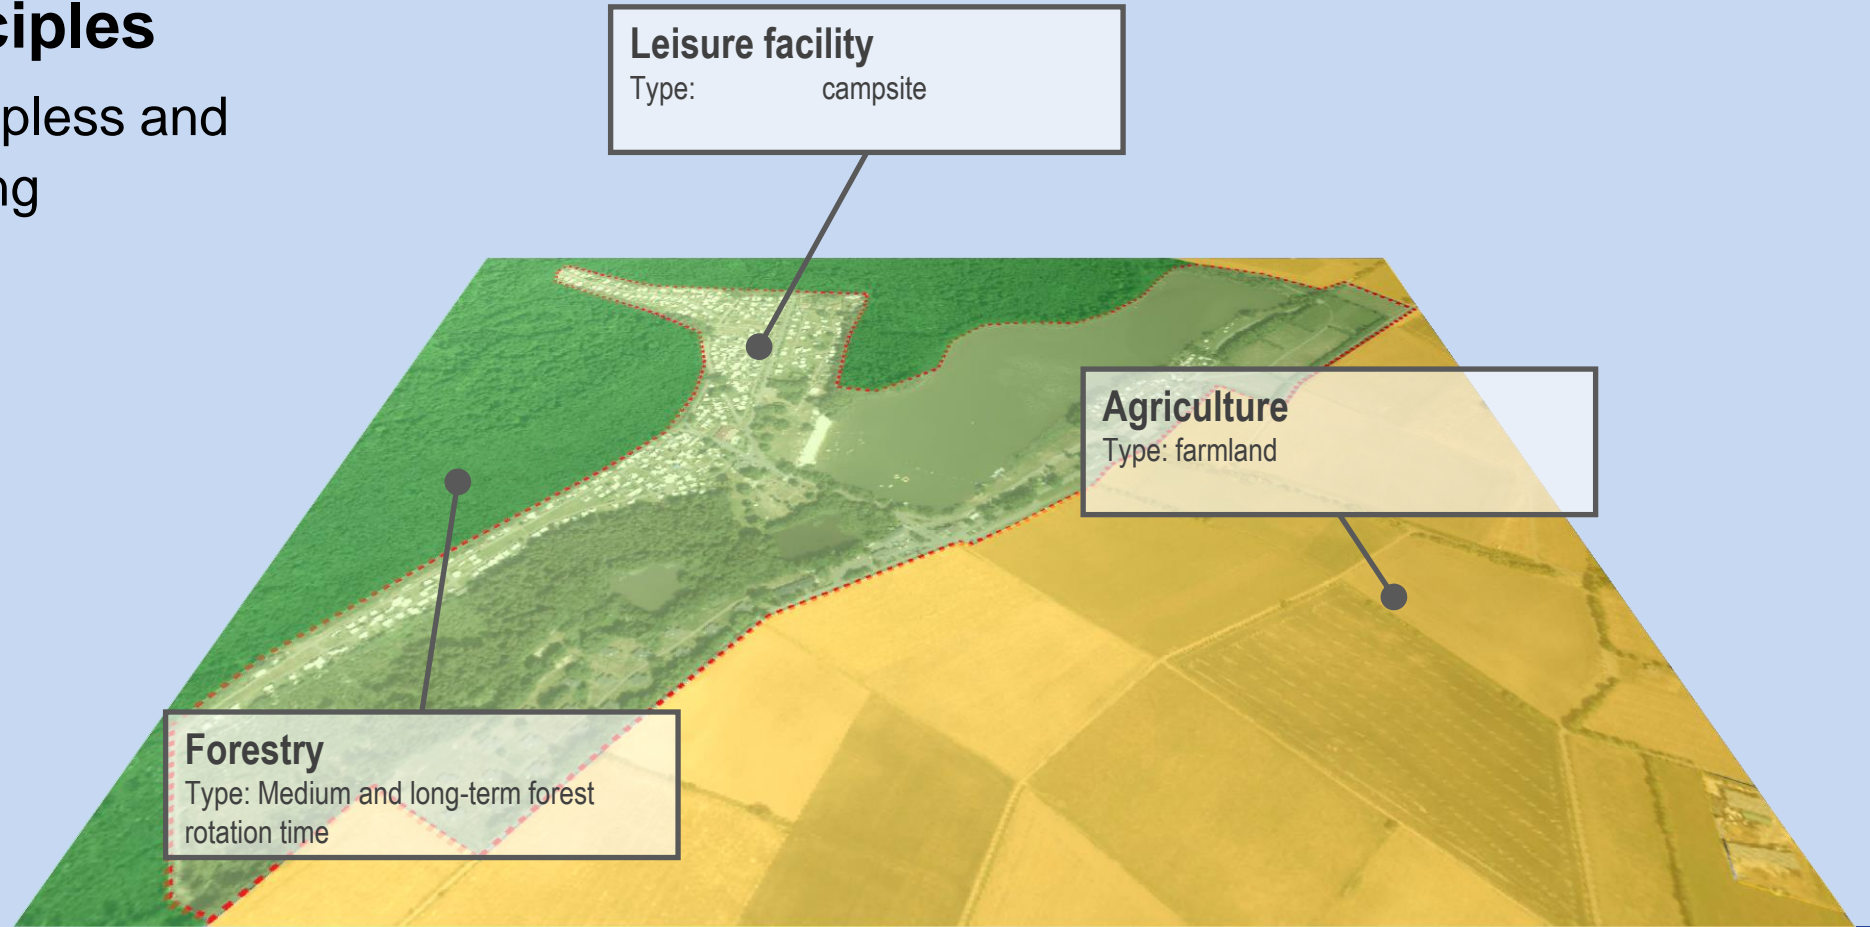 ciples
pless and
ng
Leisure facility
Type: campsite
Agriculture
Type: farmland
Forestry
Type: Medium and long-term forest
rotation time